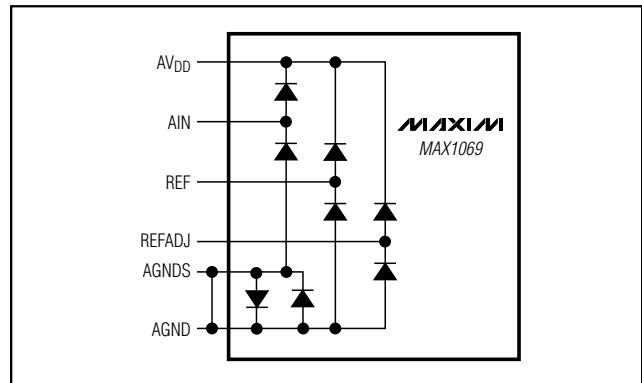 AVDD
AIN
MAXIM
MAX1069
REF
REFADJ
AGNDS
AGND